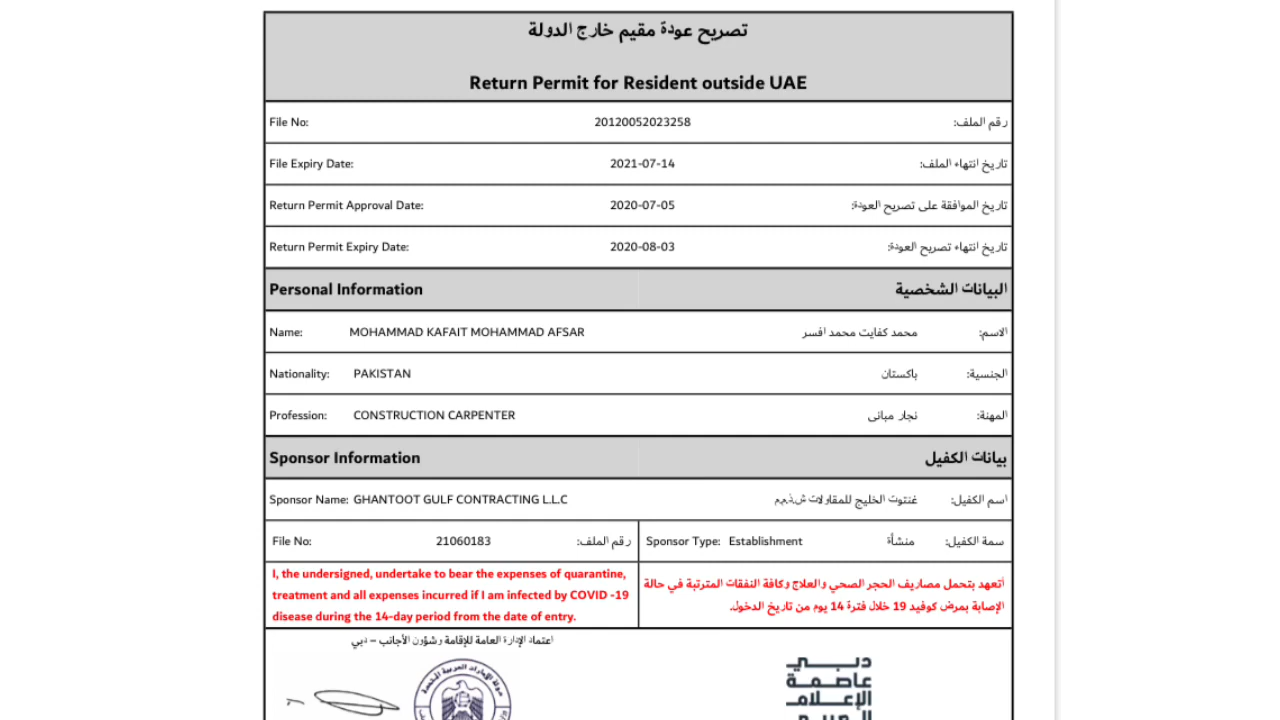 تصريح عودة مقيم خارج الدولة
Return Permit for Resident outside UAE
File No: 20120052023258 رقم الملف:
File Expiry Date: 2021-07-14 تاريخ انتهاء الملف:
Return Permit Approval Date: 2020-07-05 تاريخ الموافقة على تصريح العودة:
Return Permit Expiry Date: 2020-08-03 تاريخ انتهاء تصريح العودة:
Personal Information البيانات الشخصية
Name: MOHAMMAD KAFAIT MOHAMMAD AFSAR الاسم: محمد كفايت محمد افسر
Nationality: PAKISTAN الجنسية: باكستان
Profession: CONSTRUCTION CARPENTER المهنة: نجار مبانى
Sponsor Information بيانات الكفيل
Sponsor Name: GHANTOOT GULF CONTRACTING L.L.C اسم الكفيل: غنتوت الخليج للمقاولات ش.ذ.م.م
File No: 21060183 رقم الملف: Sponsor Type: Establishment سمة الكفيل: منشأة
I, the undersigned, undertake to bear the expenses of quarantine,
treatment and all expenses incurred if I am infected by COVID -19
disease during the 14-day period from the date of entry.
أتعهد بتحمل مصاريف الحجر الصحي والعلاج وكافة النفقات المترتبة في حالة
الإصابة بمرض كوفيد 19 خلال فترة 14 يوم من تاريخ الدخول.
اعتماد الإدارة العامة للإقامة وشؤون الأجانب – دبي
دولة الإمارات العربية المتحدة
دبـي
عاصمة
الإعلام